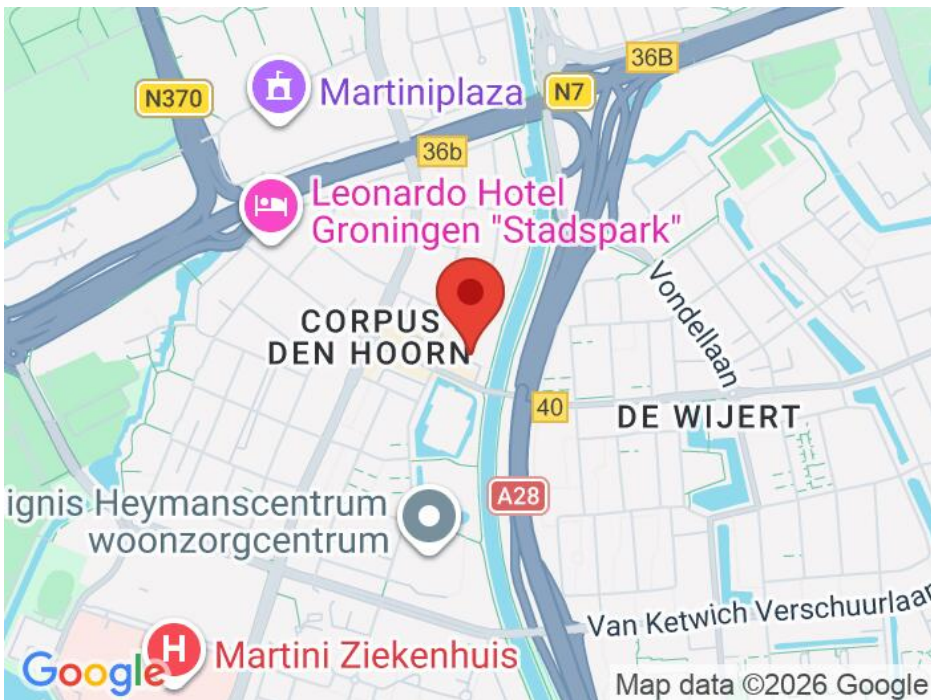 36B
N370
Martiniplaza
N7
36b
Leonardo Hotel
Groningen "Stadspark"
Vondellaan
CORPUS
DEN HOORN
40
DE WIJERT
A28
ignis Heymanscentrum
woonzorgcentrum
Van Ketwich Verschuurlaan
H
Martini Ziekenhuis
Google
Map data ©2026 Google